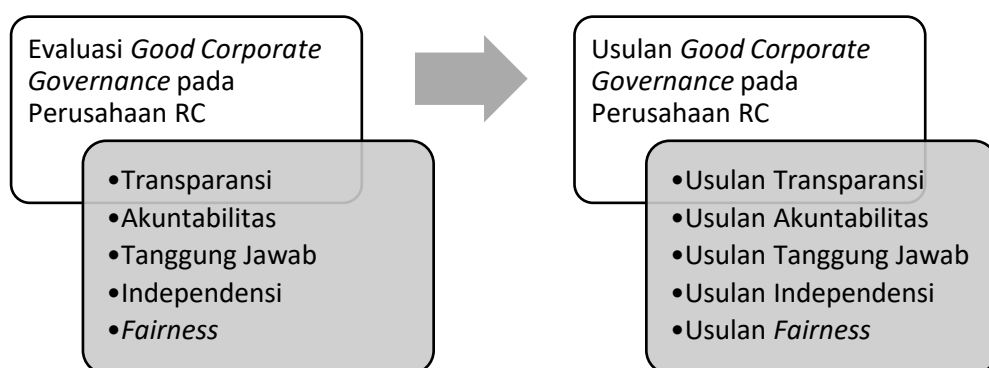 Evaluasi Good Corporate
Governance pada
Perusahaan RC
•Transparansi
•Akuntabilitas
•Tanggung Jawab
•Independensi
•Fairness
Usulan Good Corporate
Governance pada
Perusahaan RC
•Usulan Transparansi
•Usulan Akuntabilitas
•Usulan Tanggung Jawab
•Usulan Independensi
•Usulan Fairness